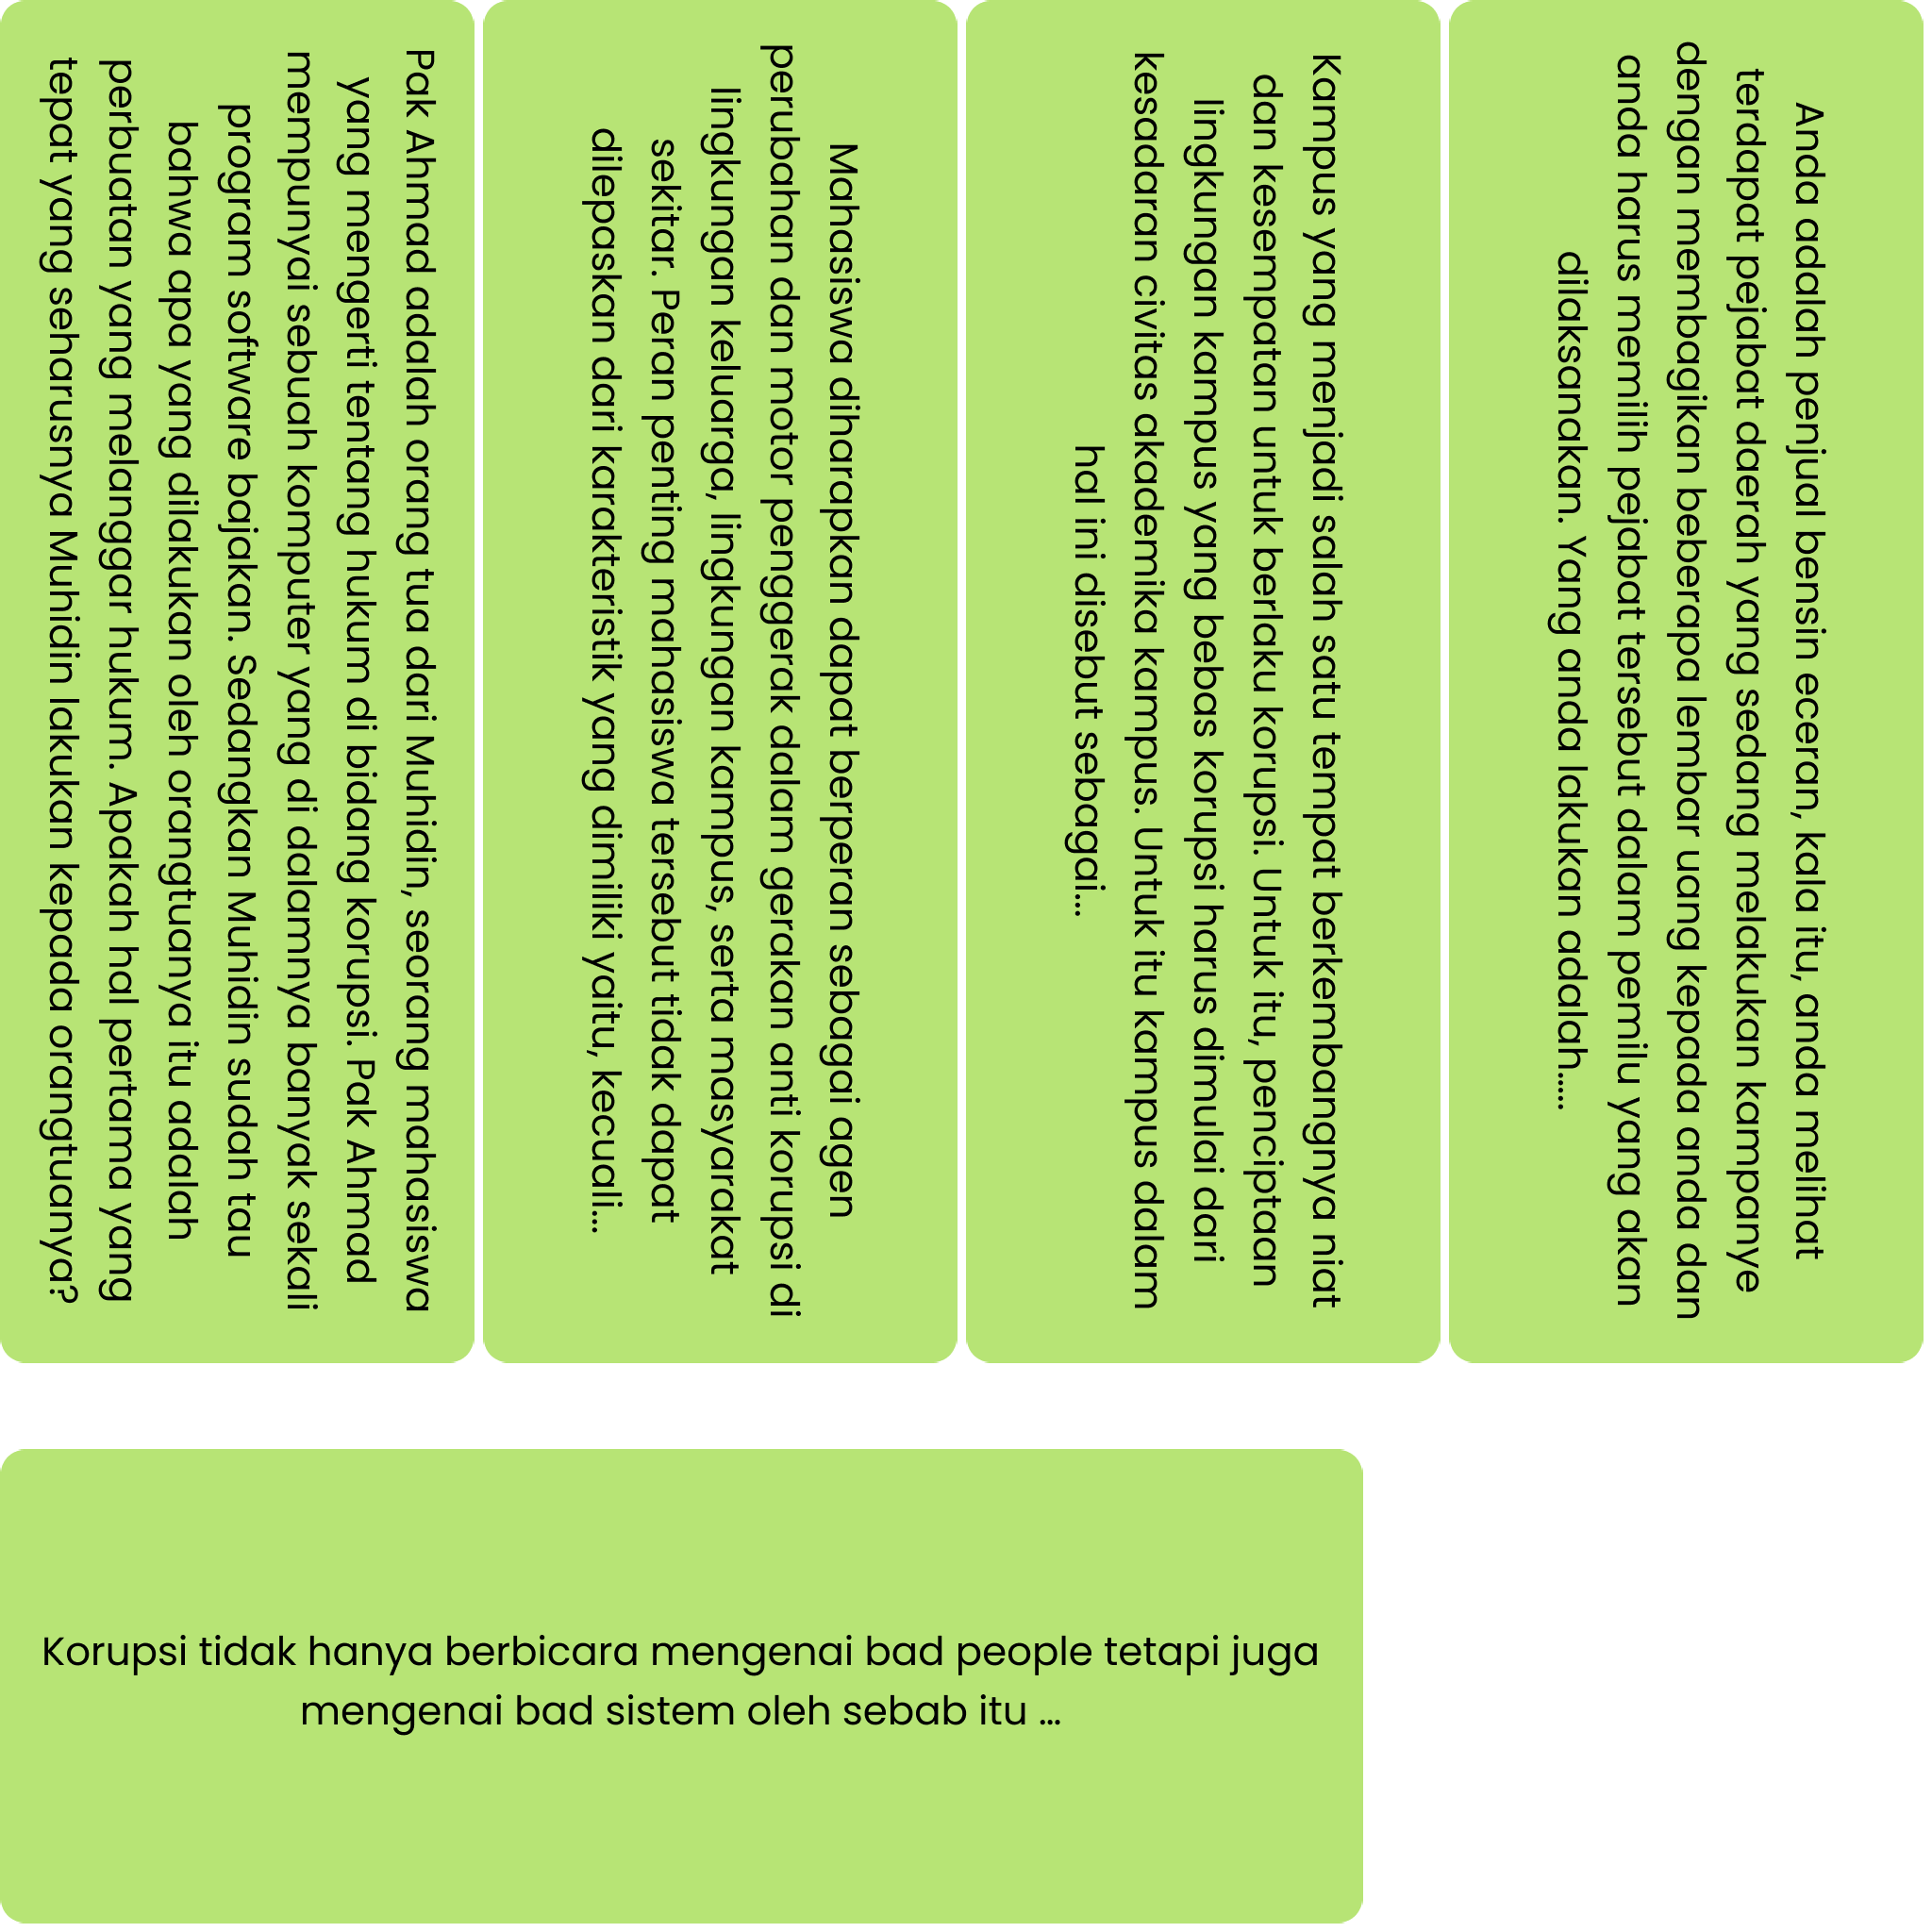 Pak Ahmad adalah orang tua dari Muhidin, seorang mahasiswa
yang mengerti tentang hukum di bidang korupsi. Pak Ahmad
mempunyai sebuah komputer yang di dalamnya banyak sekali
program software bajakan. Sedangkan Muhidin sudah tau
bahwa apa yang dilakukan oleh orangtuanya itu adalah
perbuatan yang melanggar hukum. Apakah hal pertama yang
tepat yang seharusnya Muhidin lakukan kepada orangtuanya?
Mahasiswa diharapkan dapat berperan sebagai agen
perubahan dan motor penggerak dalam gerakan anti korupsi di
lingkungan keluarga, lingkungan kampus, serta masyarakat
sekitar. Peran penting mahasiswa tersebut tidak dapat
dilepaskan dari karakteristik yang dimiliki yaitu, kecuali...
Kampus yang menjadi salah satu tempat berkembangnya niat
dan kesempatan untuk berlaku korupsi. Untuk itu, penciptaan
lingkungan kampus yang bebas korupsi harus dimulai dari
kesadaran civitas akademika kampus. Untuk itu kampus dalam
hal ini disebut sebagai...
Anda adalah penjual bensin eceran, kala itu, anda melihat
terdapat pejabat daerah yang sedang melakukan kampanye
dengan membagikan beberapa lembar uang kepada anda dan
anda harus memilih pejabat tersebut dalam pemilu yang akan
dilaksanakan. Yang anda lakukan adalah......
Korupsi tidak hanya berbicara mengenai bad people tetapi juga
mengenai bad sistem oleh sebab itu ...